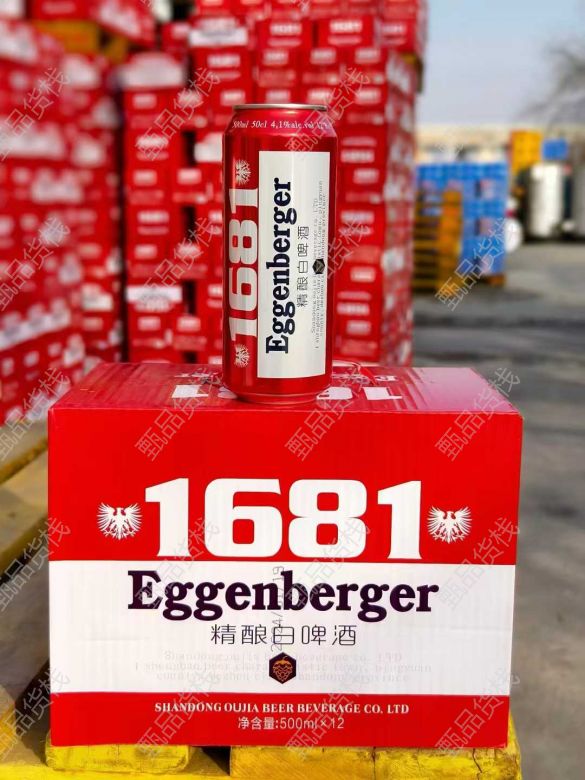 500ml 50cl 4,1%alc.vol
1681
Eggenberger
精酿白啤酒
1681
Eggenberger
精酿白啤酒
SHANDONG OUJIA BEER BEVERAGE CO. LTD
净含量:500ml×12
甄品货栈